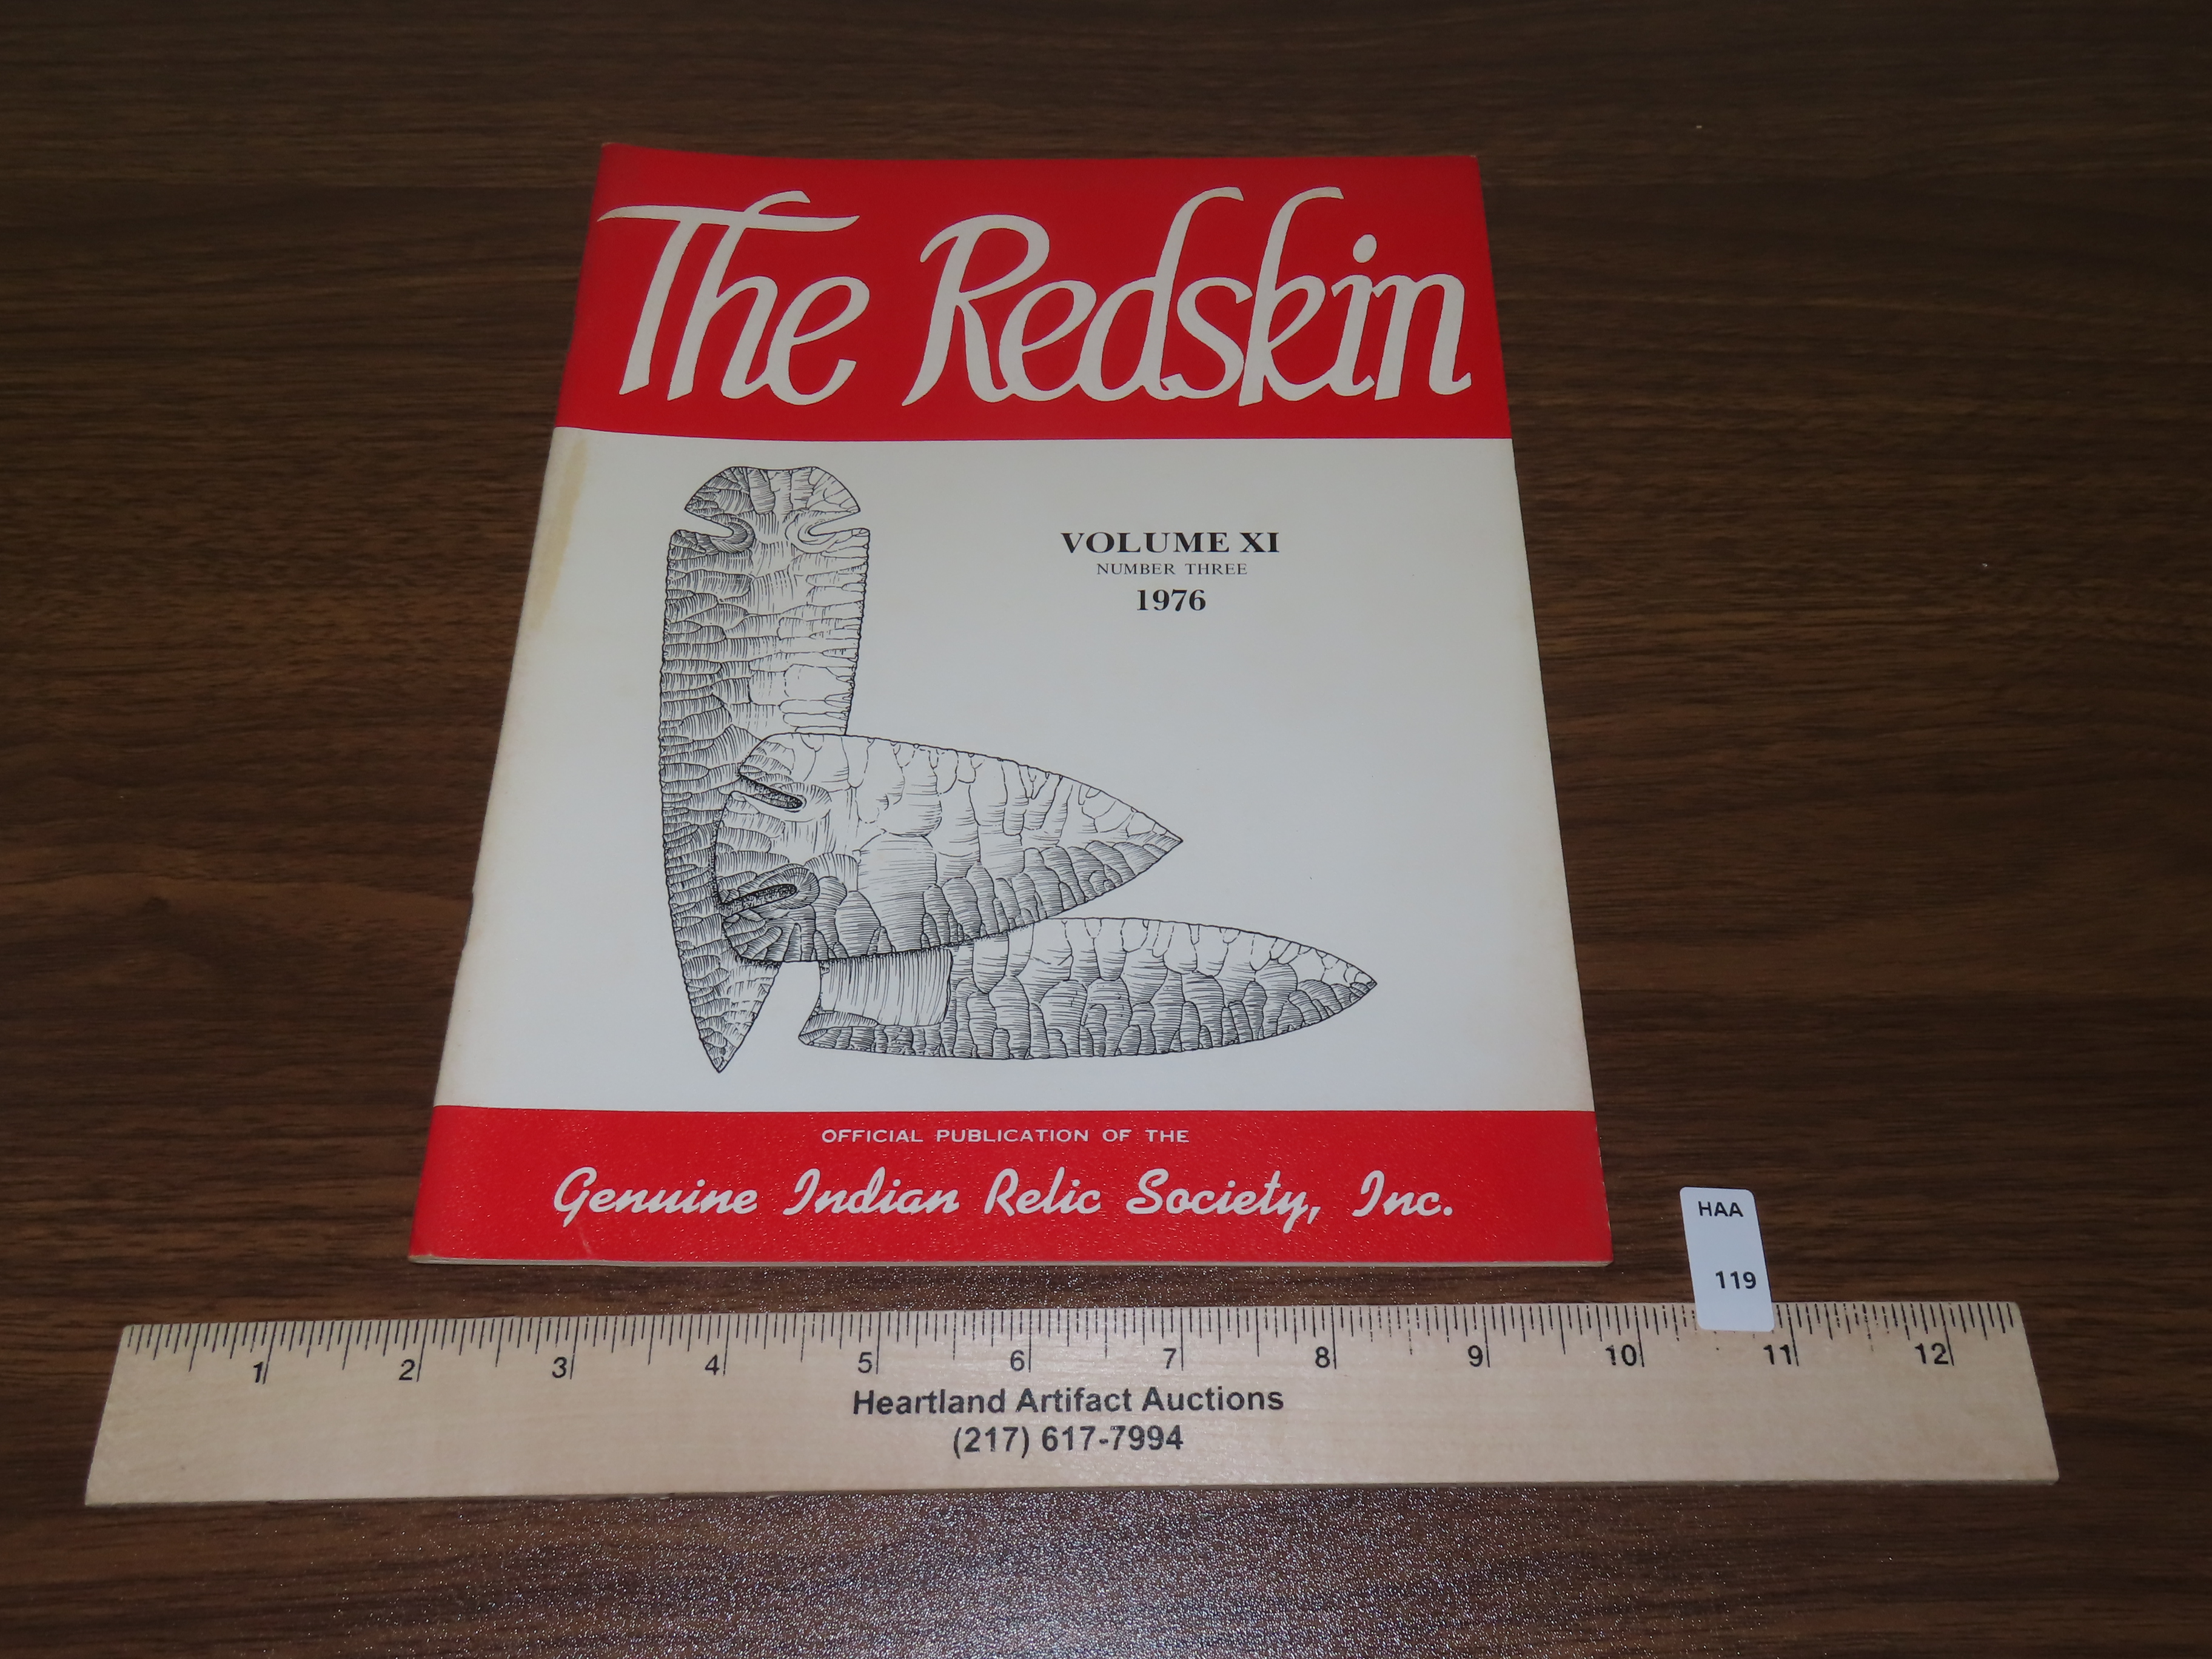 The Redskin
VOLUME XI
NUMBER THREE
1976
OFFICIAL PUBLICATION OF THE
Genuine Indian Relic Society, Inc.
HAA
119
1 2 3 4 5 6 7 8 9 10 11 12
Heartland Artifact Auctions
(217) 617-7994